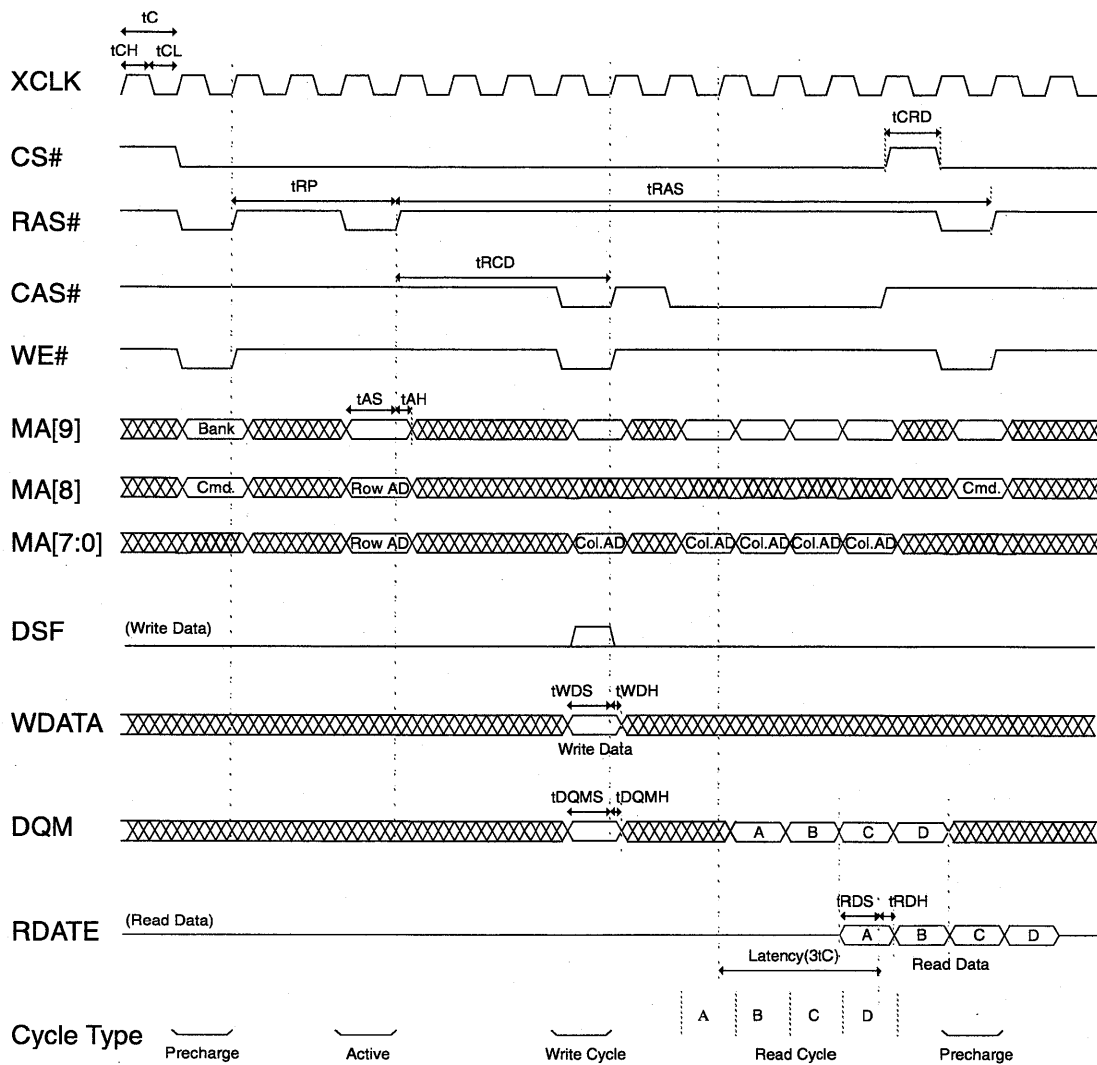 tC
tCH tCL
XCLK
tCRD
CS#
tRP tRAS
RAS#
tRCD
CAS#
WE#
tAS tAH
MA[9] Bank
MA[8] Cmd. Row AD Cmd.
MA[7:0] Row AD Col.AD Col.AD Col.AD Col.AD Col.AD
DSF (Write Data)
tWDS tWDH
WDATA
Write Data
tDQMS tDQMH
DQM A B C D
tRDS tRDH
RDATE (Read Data) A B C D
Latency(3tC) Read Data
A B C D
Cycle Type
Precharge Active Write Cycle Read Cycle Precharge